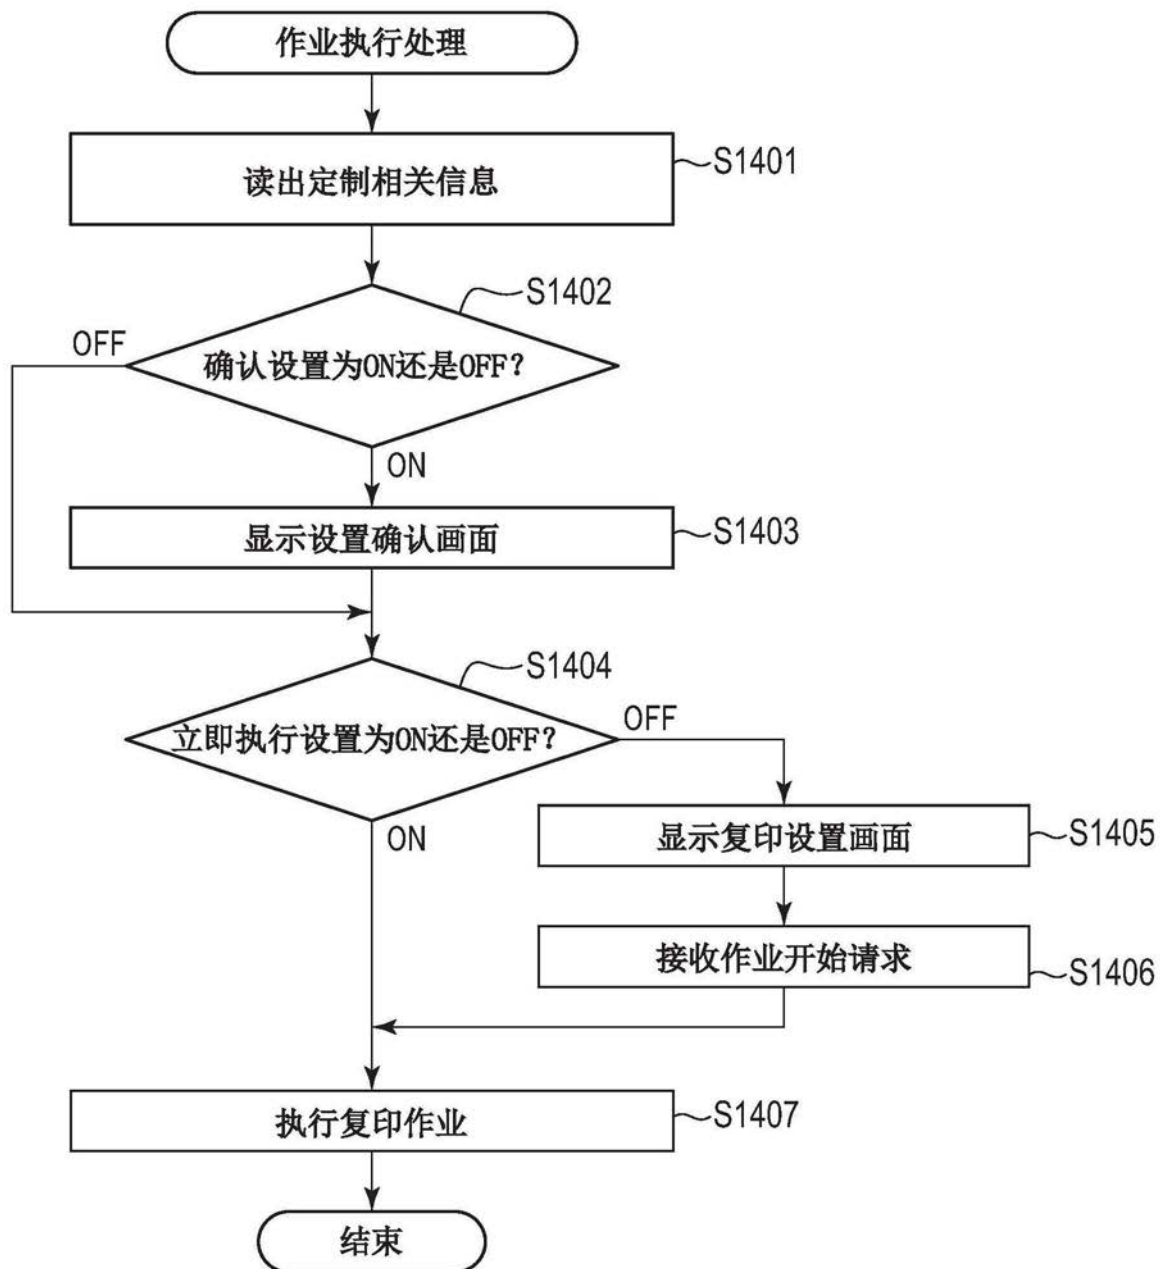 作业执行处理
读出定制相关信息
S1401
S1402
OFF
确认设置为ON还是OFF?
ON
显示设置确认画面
S1403
S1404
立即执行设置为ON还是OFF?
OFF
ON
显示复印设置画面
S1405
接收作业开始请求
S1406
执行复印作业
S1407
结束